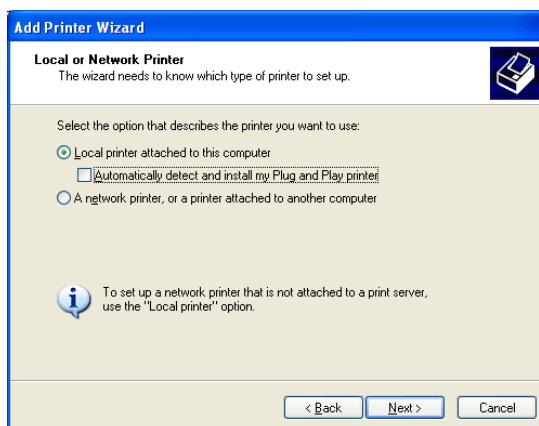 Add Printer Wizard
Local or Network Printer
The wizard needs to know which type of printer to set up.
Select the option that describes the printer you want to use:
Local printer attached to this computer
Automatically detect and install my Plug and Play printer
A network printer, or a printer attached to another computer
To set up a network printer that is not attached to a print server,
use the "Local printer" option.
< Back
Next >
Cancel